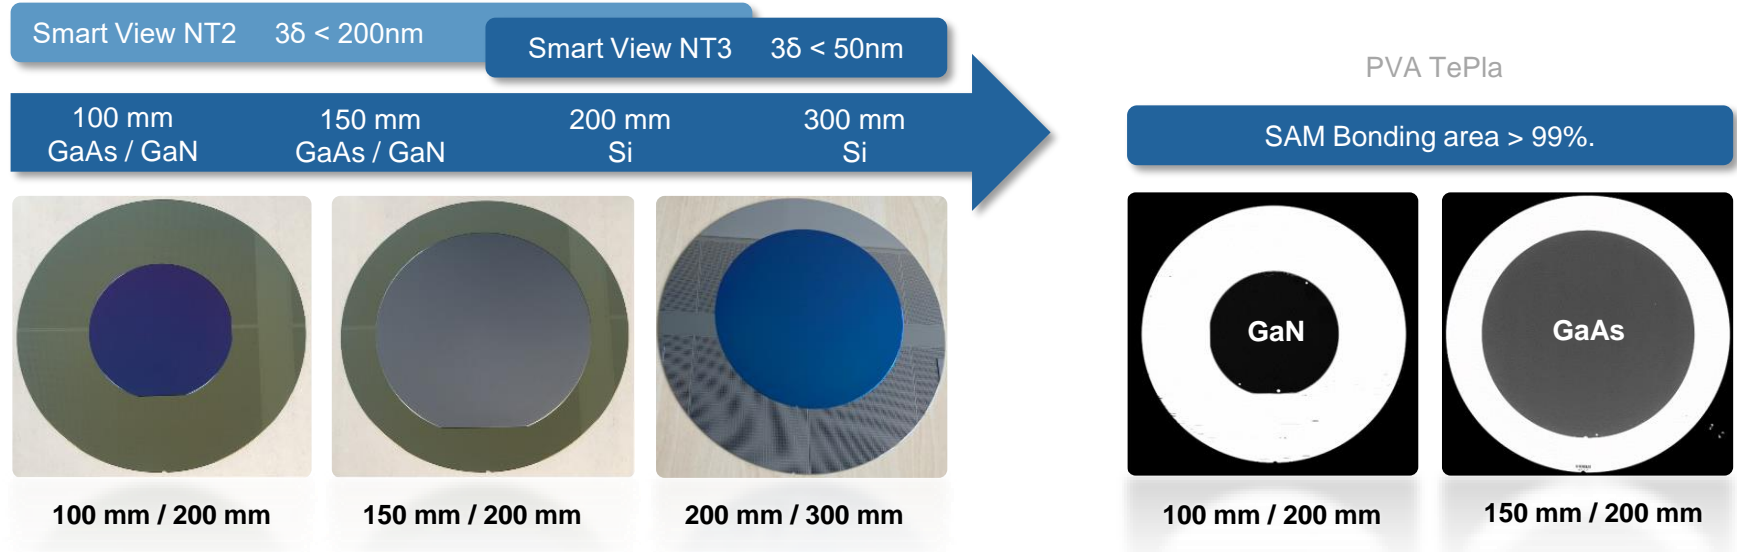 Smart View NT2 3δ < 200nm
Smart View NT3 3δ < 50nm
100 mm
GaAs / GaN
150 mm
GaAs / GaN
200 mm
Si
300 mm
Si
100 mm / 200 mm
150 mm / 200 mm
200 mm / 300 mm
PVA TePla
SAM Bonding area > 99%.
GaN
GaAs
100 mm / 200 mm
150 mm / 200 mm